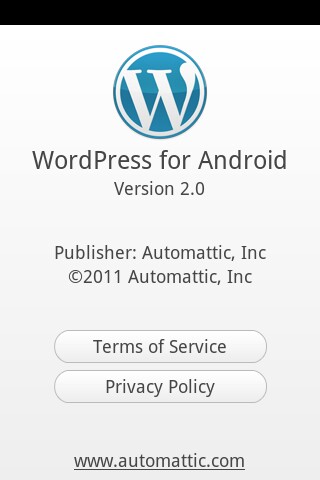 W
WordPress for Android
Version 2.0
Publisher: Automattic, Inc
©2011 Automattic, Inc
Terms of Service
Privacy Policy
www.automattic.com